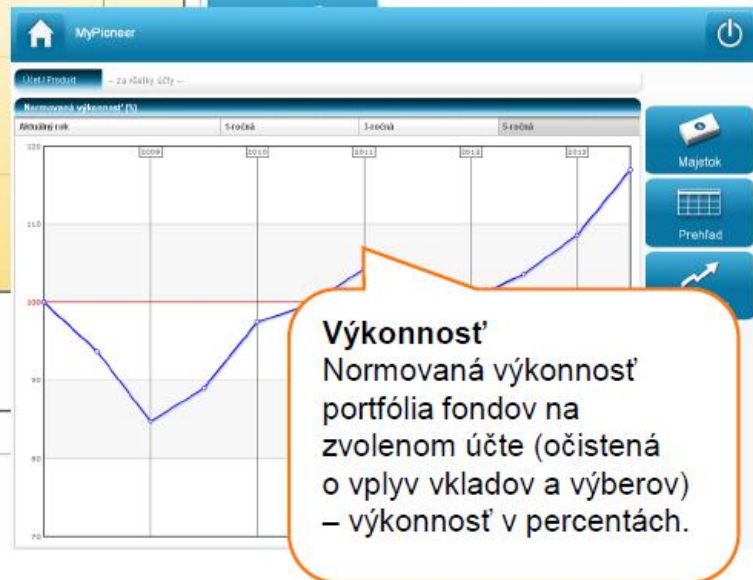 MyPioneer
Účet / Produkt
-- za všetky účty --
Normovaná výkonnosť (%)
Aktuálny rok
1-ročná
3-ročná
5-ročná
120
2009
2010
2011
2012
2013
110
100
90
80
70
Majetok
Prehľad
Výkonnosť
Normovaná výkonnosť
portfólia fondov na
zvolenom účte (očistená
o vplyv vkladov a výberov)
– výkonnosť v percentách.